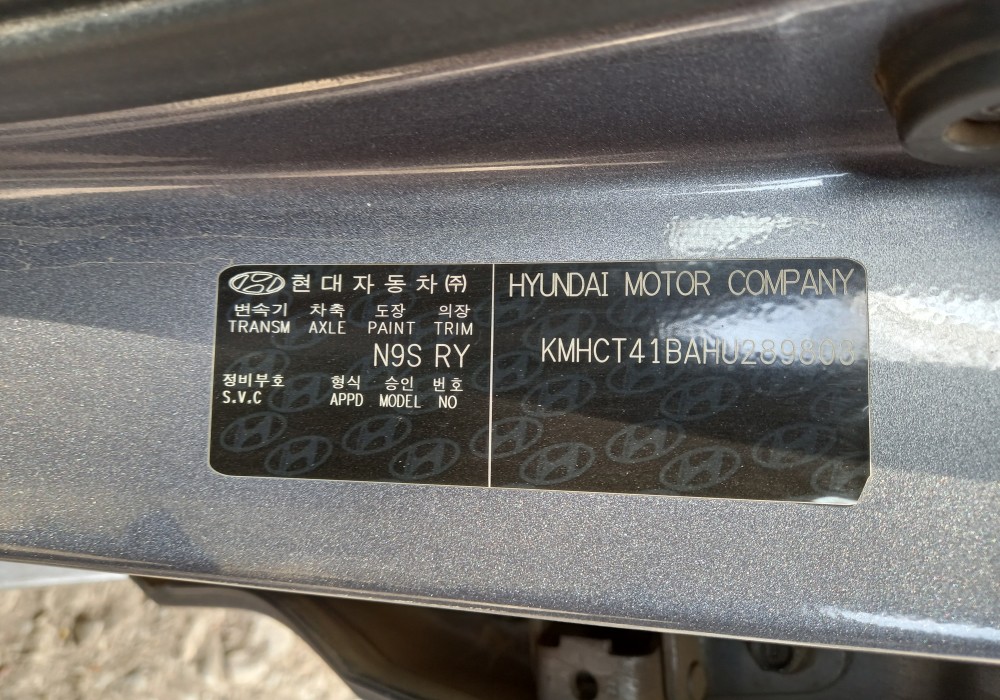 현대자동차㈜
변속기 차축 도장 의장
TRANSM AXLE PAINT TRIM
N9S RY
정비부호 형식 승인 번호
S.V.C APPD MODEL NO
HYUNDAI MOTOR COMPANY